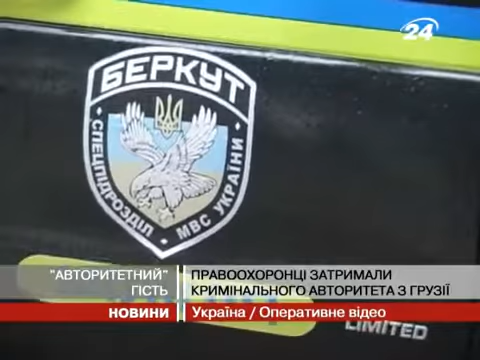 24
БЕРКУТ
СПЕЦПІДРОЗДІЛ МВС УКРАЇНИ
"АВТОРИТЕТНИЙ"
ГІСТЬ
ПРАВООХОРОНЦІ ЗАТРИМАЛИ
КРИМІНАЛЬНОГО АВТОРИТЕТА З ГРУЗІЇ
НОВИНИ
Україна / Оперативне відео
LIMITED